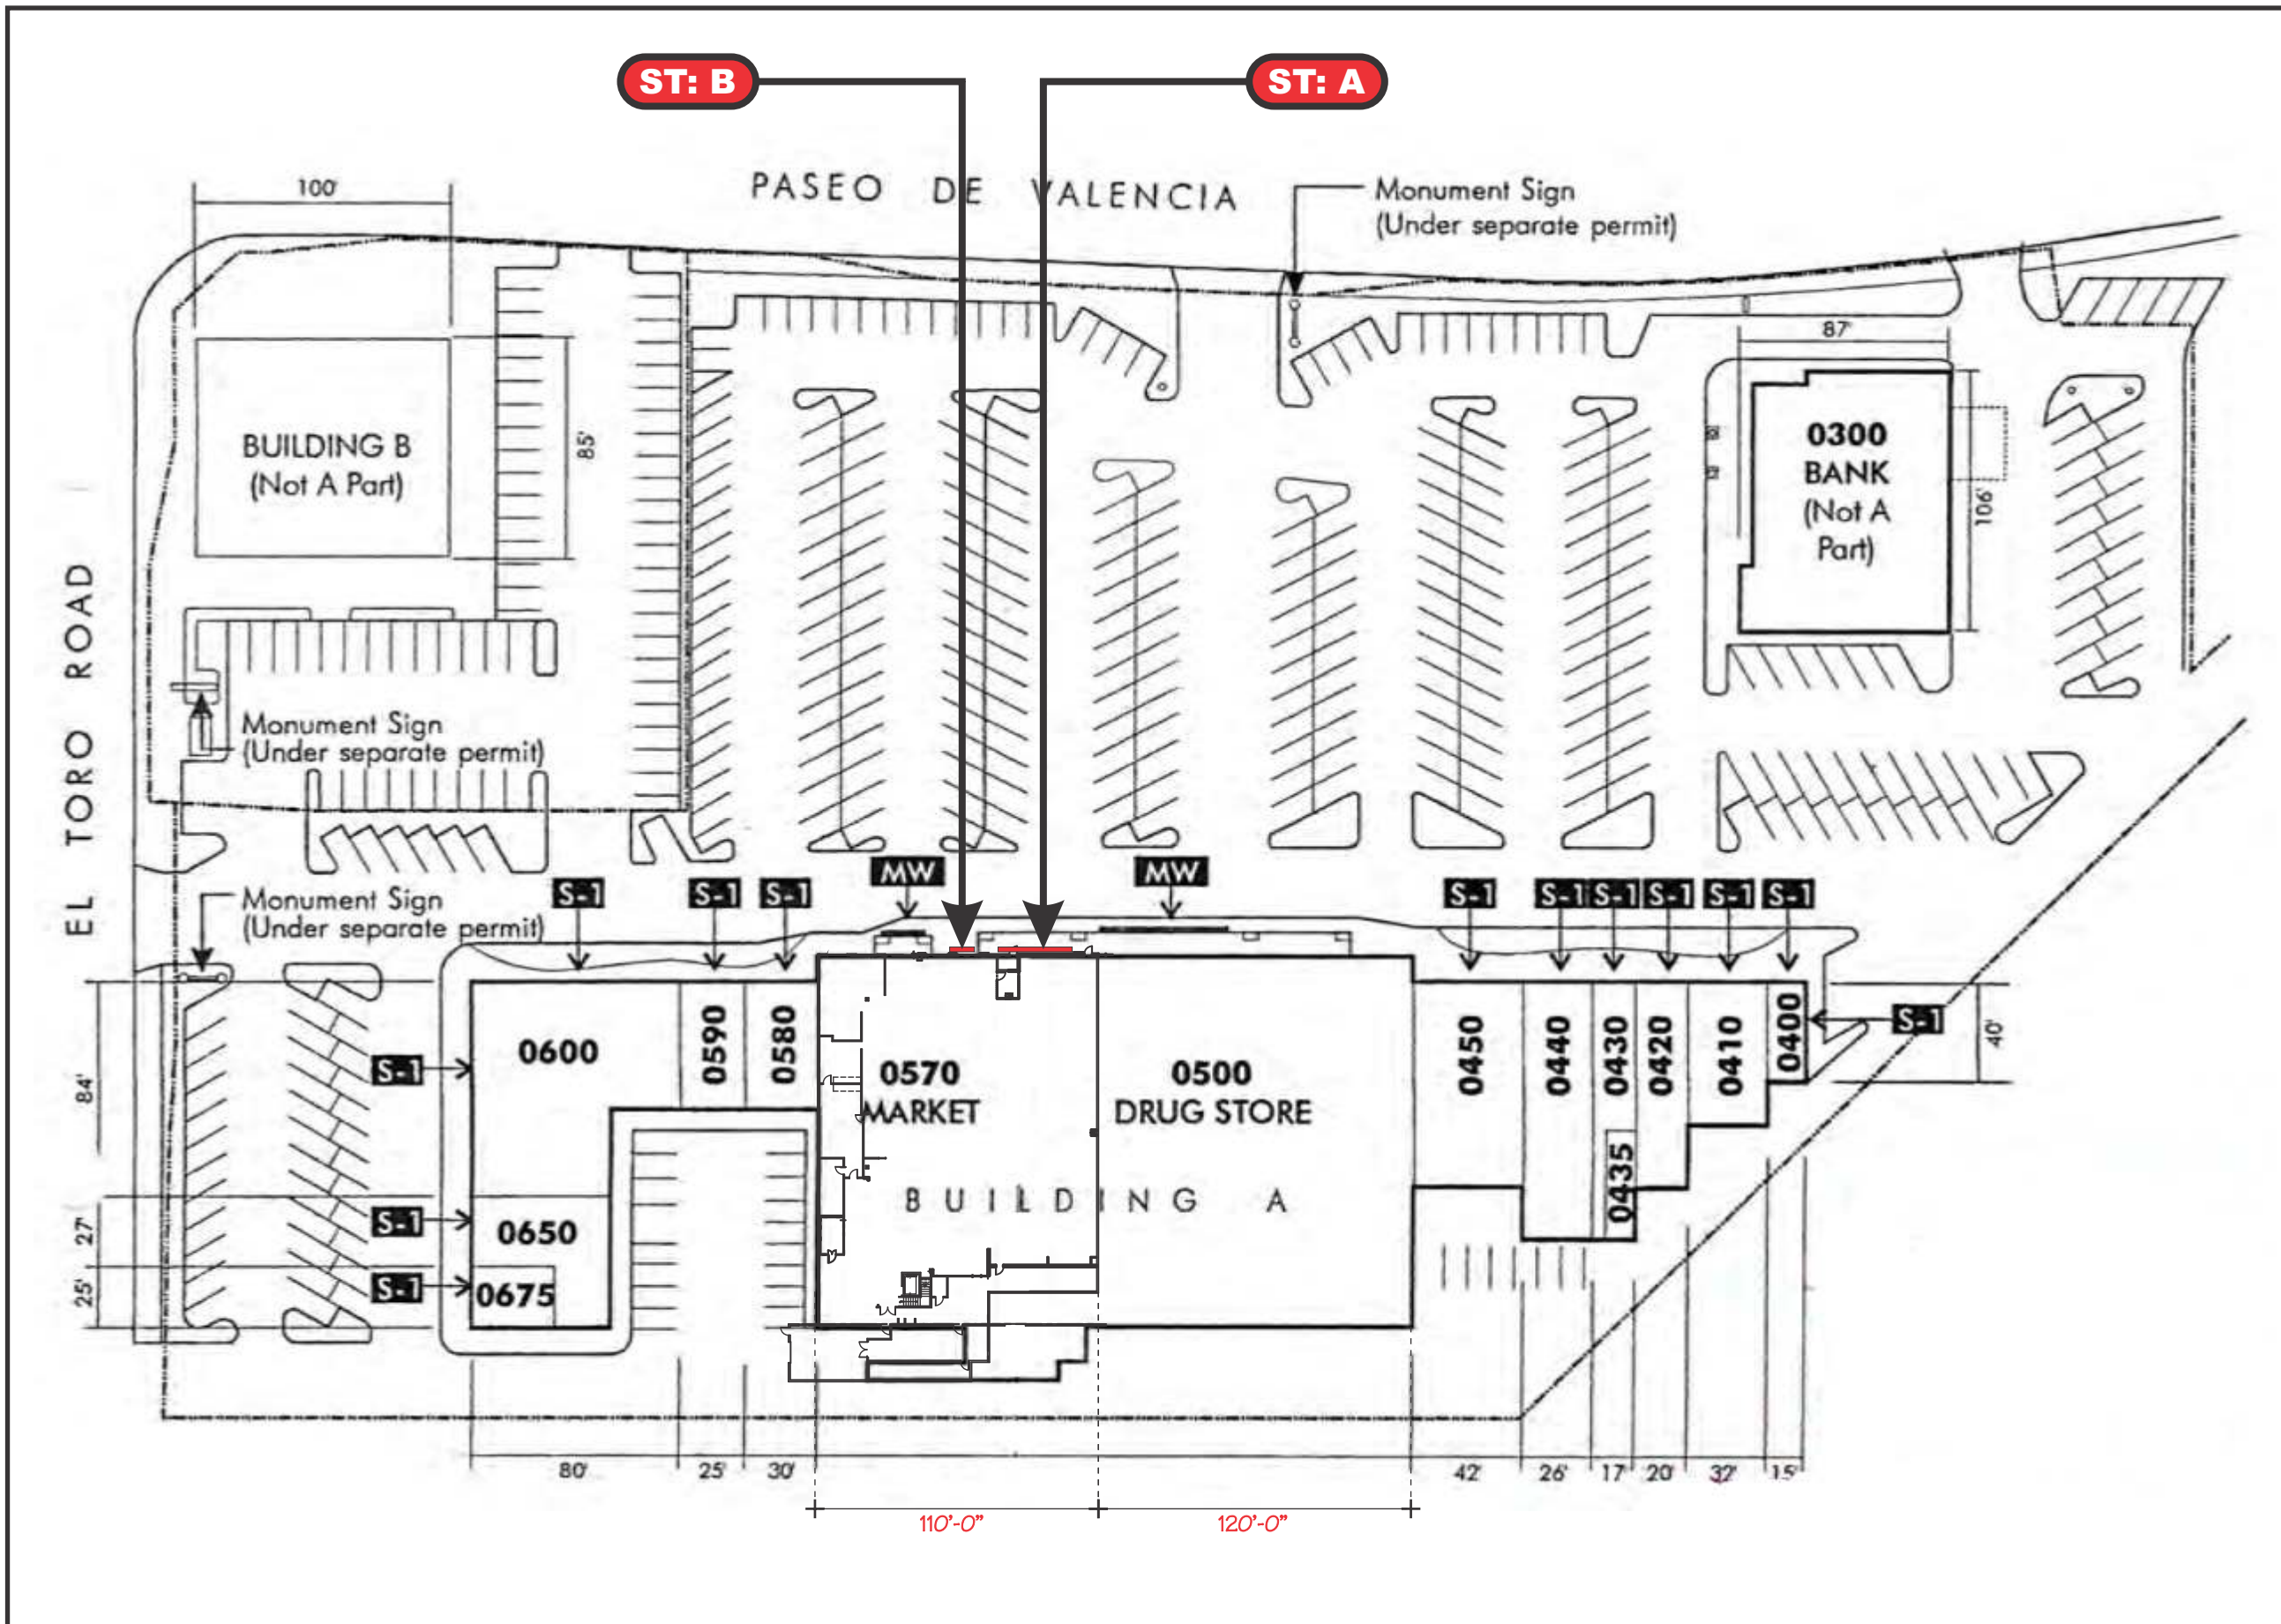 ST: B
ST: A
PASEO DE VALENCIA
Monument Sign
(Under separate permit)
100'
87'
BUILDING B
(Not A Part)
85'
0300
BANK
(Not A
Part)
106'
EL TORO ROAD
Monument Sign
(Under separate permit)
Monument Sign
(Under separate permit)
S-1
S-1
S-1
MW
MW
S-1
S-1
S-1
S-1
S-1
S-1
S-1
S-1
S-1
S-1
84'
27'
25'
40'
0600
0590
0580
0570
MARKET
0500
DRUG STORE
0450
0440
0430
0420
0410
0400
0435
0650
0675
BUILDING A
80'
25'
30'
42'
26'
17'
20'
32'
15'
110'-0"
120'-0"